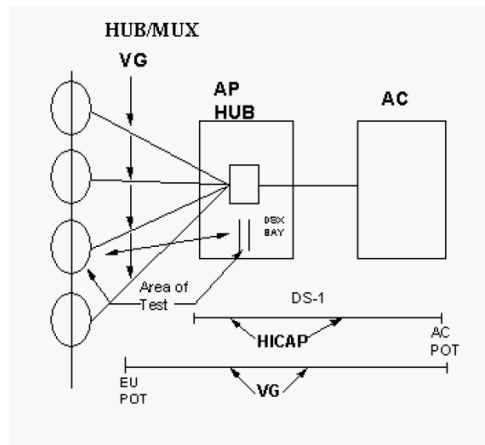 HUB/MUX
VG
AP
HUB
AC
DSX
BAY
Area of
Test
DS-1
HICAP
AC
POT
EU
POT
VG